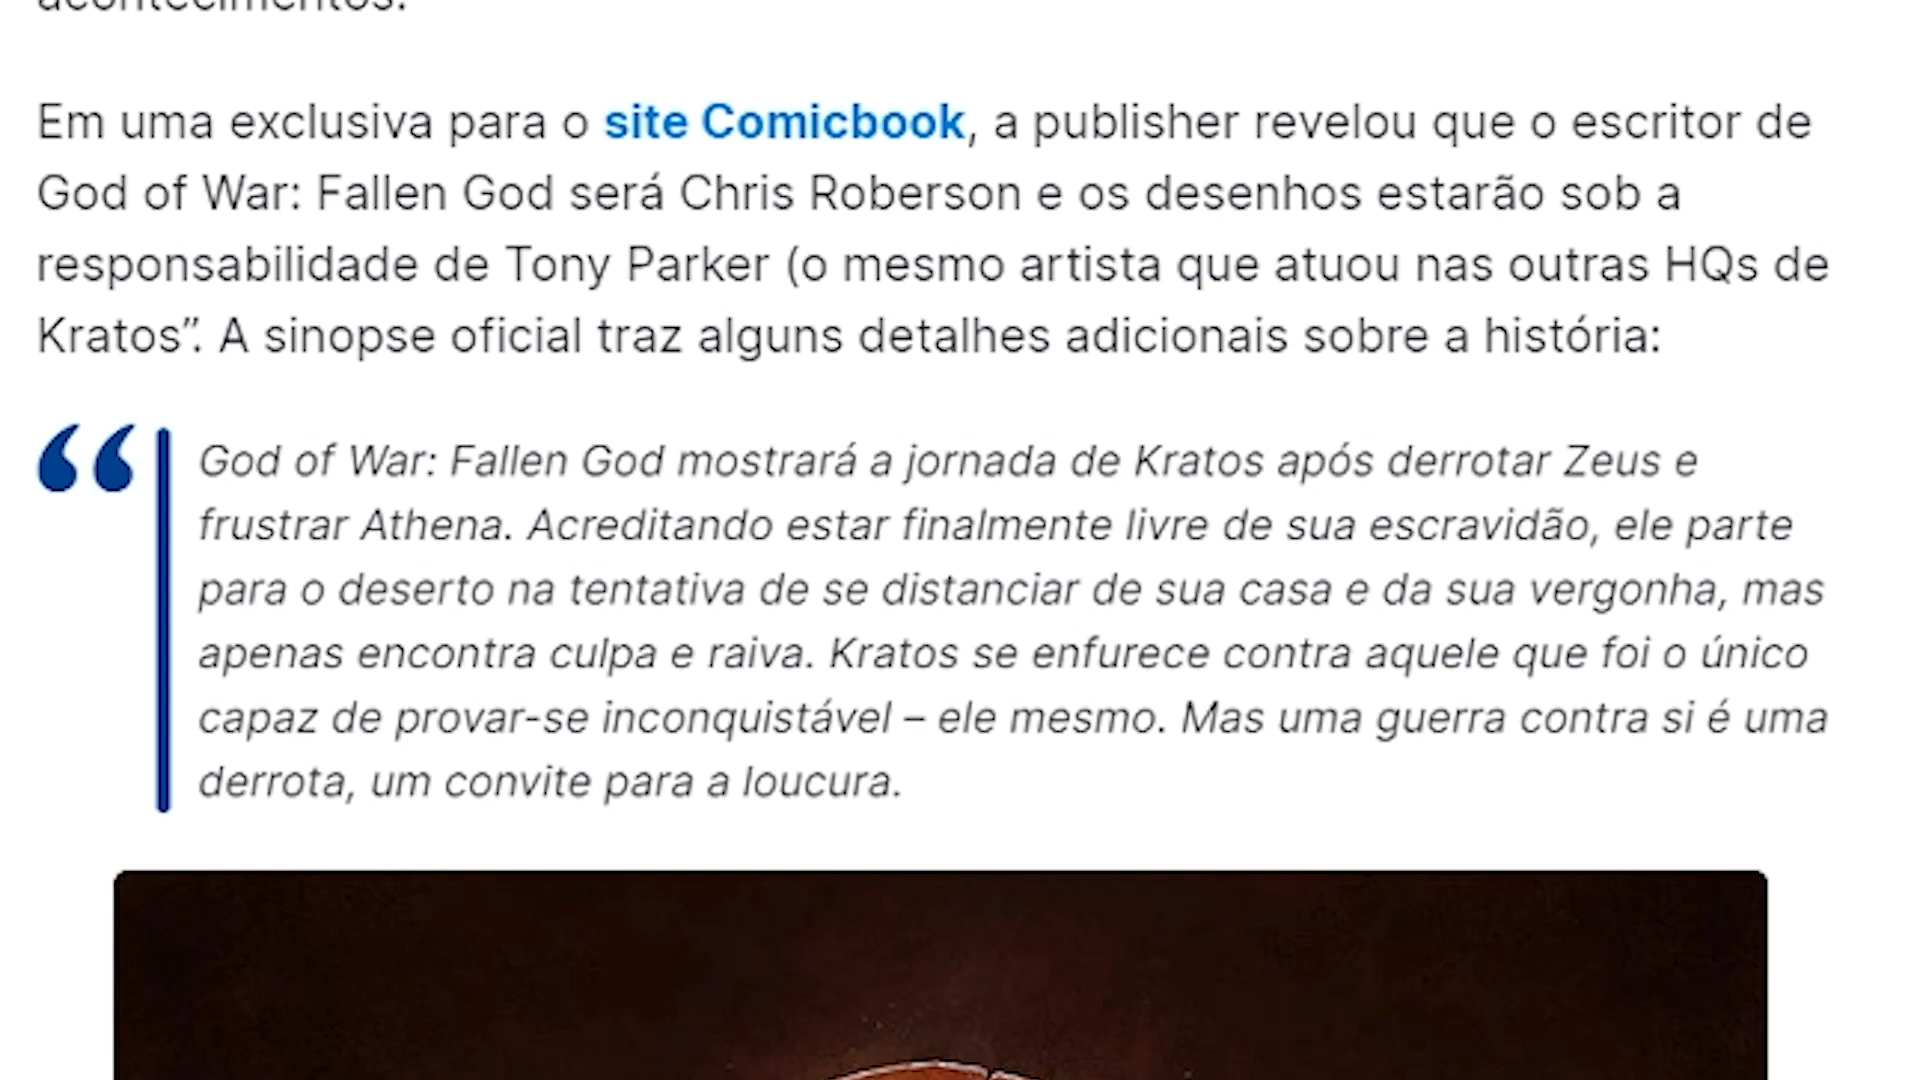 acontecimentos.
Em uma exclusiva para o site Comicbook, a publisher revelou que o escritor de
God of War: Fallen God será Chris Roberson e os desenhos estarão sob a
responsabilidade de Tony Parker (o mesmo artista que atuou nas outras HQs de
Kratos”. A sinopse oficial traz alguns detalhes adicionais sobre a história:
“
God of War: Fallen God mostrará a jornada de Kratos após derrotar Zeus e
frustrar Athena. Acreditando estar finalmente livre de sua escravidão, ele parte
para o deserto na tentativa de se distanciar de sua casa e da sua vergonha, mas
apenas encontra culpa e raiva. Kratos se enfurece contra aquele que foi o único
capaz de provar-se inconquistável – ele mesmo. Mas uma guerra contra si é uma
derrota, um convite para a loucura.